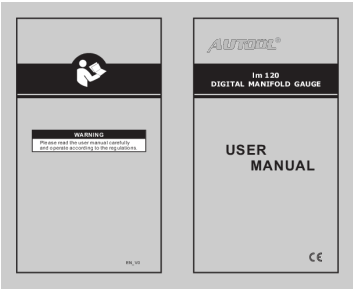 WARNING
Please read the user manual carefully
and operate according to the regulations.
EN_V0
AUTOOL®
lm 120
DIGITAL MANIFOLD GAUGE
USER
MANUAL
CE